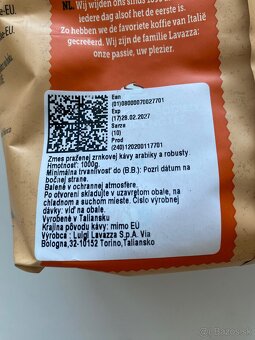 NL. Wij wijden ons sinds 1895
iedere dag alsof het de eerste is.
Zo hebben we de favoriete koffie van Italië
gecreëerd. Wij zijn de familie Lavazza:
onze passie, uw plezier.
Ean
(01)08000070027701
Exp
(17)28.02.2027
Sarza
(10)
Prod
(240)120200117701
Zmes praženej zrnkovej kávy arabiky a robusty.
Hmotnosť: 1000g.
Minimálna trvanlivosť do (B.B.): Pozri dátum na
bočnej strane.
Balené v ochrannej atmosfére.
Po otvorení skladujte v uzavretom obale, na
chladnom a suchom mieste. Číslo výrobnej
dávky: viď na obale.
Vyrobené v Taliansku
Krajina pôvodu kávy: mimo EU
Výrobca : Luigi Lavazza S.p.A. Via
Bologna,32-10152 Torino,Taliansko
bazos.sk